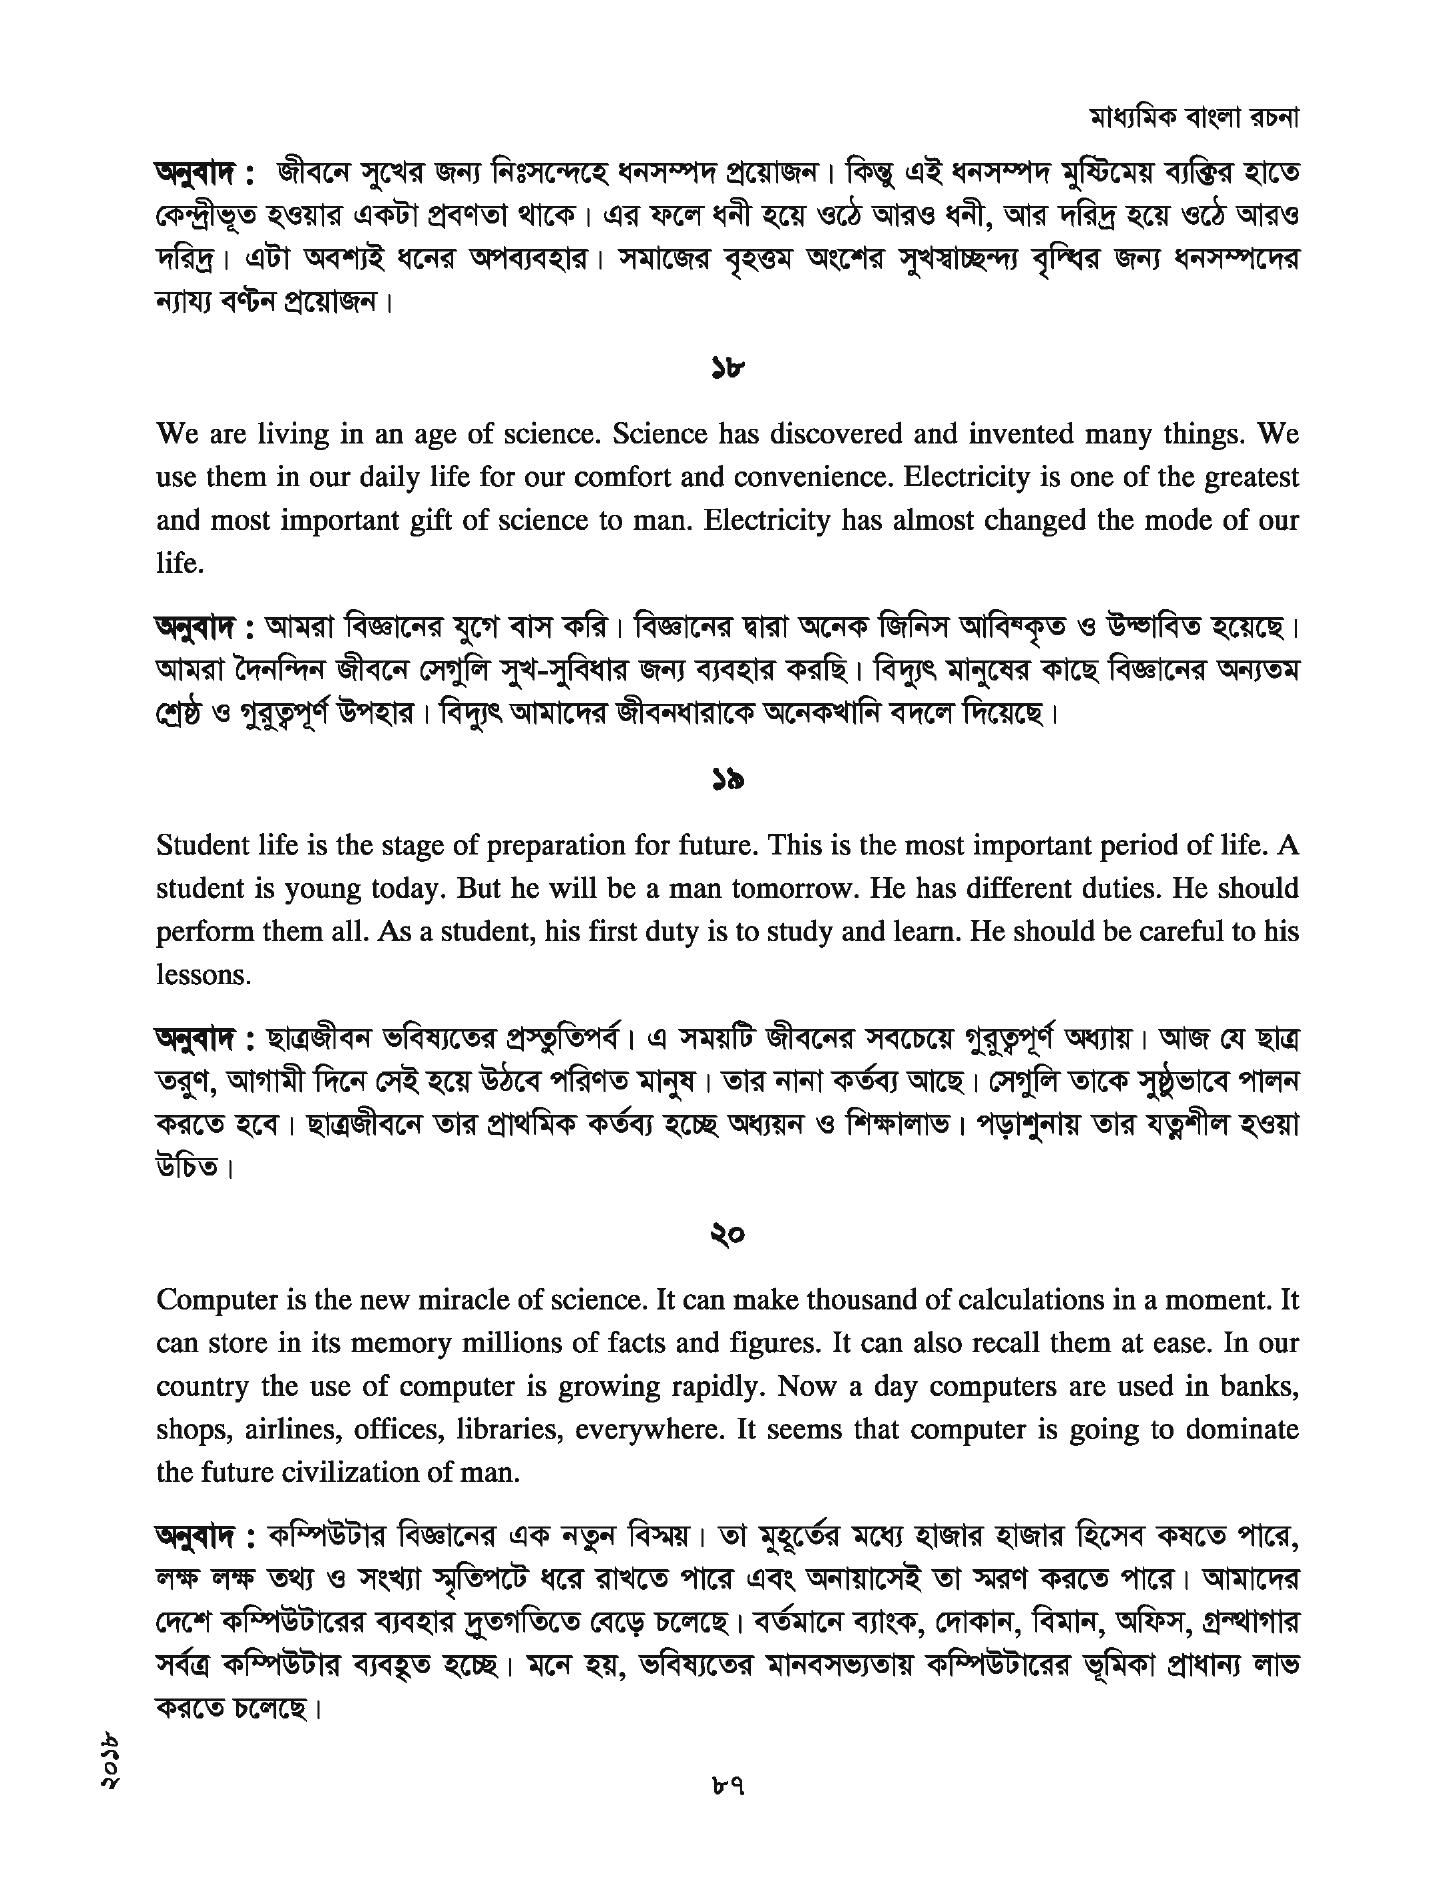 মাধ্যমিক বাংলা রচনা
অনুবাদ : জীবনে সুখের জন্য নিঃসন্দেহে ধনসম্পদ প্রয়োজন। কিন্তু এই ধনসম্পদ মুষ্টিমেয় ব্যক্তির হাতে
কেন্দ্রীভূত হওয়ার একটা প্রবণতা থাকে। এর ফলে ধনী হয়ে ওঠে আরও ধনী, আর দরিদ্র হয়ে ওঠে আরও
দরিদ্র। এটা অবশ্যই ধনের অপব্যবহার। সমাজের বৃহত্তম অংশের সুখস্বাচ্ছন্দ্য বৃদ্ধির জন্য ধনসম্পদের
ন্যায্য বণ্টন প্রয়োজন।
১৮
We are living in an age of science. Science has discovered and invented many things. We
use them in our daily life for our comfort and convenience. Electricity is one of the greatest
and most important gift of science to man. Electricity has almost changed the mode of our
life.
অনুবাদ : আমরা বিজ্ঞানের যুগে বাস করি। বিজ্ঞানের দ্বারা অনেক জিনিস আবিষ্কৃত ও উদ্ভাবিত হয়েছে।
আমরা দৈনন্দিন জীবনে সেগুলি সুখ-সুবিধার জন্য ব্যবহার করছি। বিদ্যুৎ মানুষের কাছে বিজ্ঞানের অন্যতম
শ্রেষ্ঠ ও গুরুত্বপূর্ণ উপহার। বিদ্যুৎ আমাদের জীবনধারাকে অনেকখানি বদলে দিয়েছে।
১৯
Student life is the stage of preparation for future. This is the most important period of life. A
student is young today. But he will be a man tomorrow. He has different duties. He should
perform them all. As a student, his first duty is to study and learn. He should be careful to his
lessons.
অনুবাদ : ছাত্রজীবন ভবিষ্যতের প্রস্তুতিপর্ব। এ সময়টি জীবনের সবচেয়ে গুরুত্বপূর্ণ অধ্যায়। আজ যে ছাত্র
তরুণ, আগামী দিনে সেই হয়ে উঠবে পরিণত মানুষ। তার নানা কর্তব্য আছে। সেগুলি তাকে সুষ্ঠুভাবে পালন
করতে হবে। ছাত্রজীবনে তার প্রাথমিক কর্তব্য হচ্ছে অধ্যয়ন ও শিক্ষালাভ। পড়াশুনায় তার যত্নশীল হওয়া
উচিত।
২০
Computer is the new miracle of science. It can make thousand of calculations in a moment. It
can store in its memory millions of facts and figures. It can also recall them at ease. In our
country the use of computer is growing rapidly. Now a day computers are used in banks,
shops, airlines, offices, libraries, everywhere. It seems that computer is going to dominate
the future civilization of man.
অনুবাদ : কম্পিউটার বিজ্ঞানের এক নতুন বিস্ময়। তা মুহূর্তের মধ্যে হাজার হাজার হিসেব কষতে পারে,
লক্ষ লক্ষ তথ্য ও সংখ্যা স্মৃতিপটে ধরে রাখতে পারে এবং অনায়াসেই তা স্মরণ করতে পারে। আমাদের
দেশে কম্পিউটারের ব্যবহার দ্রুতগতিতে বেড়ে চলেছে। বর্তমানে ব্যাংক, দোকান, বিমান, অফিস, গ্রন্থাগার
সর্বত্র কম্পিউটার ব্যবহৃত হচ্ছে। মনে হয়, ভবিষ্যতের মানবসভ্যতায় কম্পিউটারের ভূমিকা প্রাধান্য লাভ
করতে চলেছে।
২০১৮
৮৭